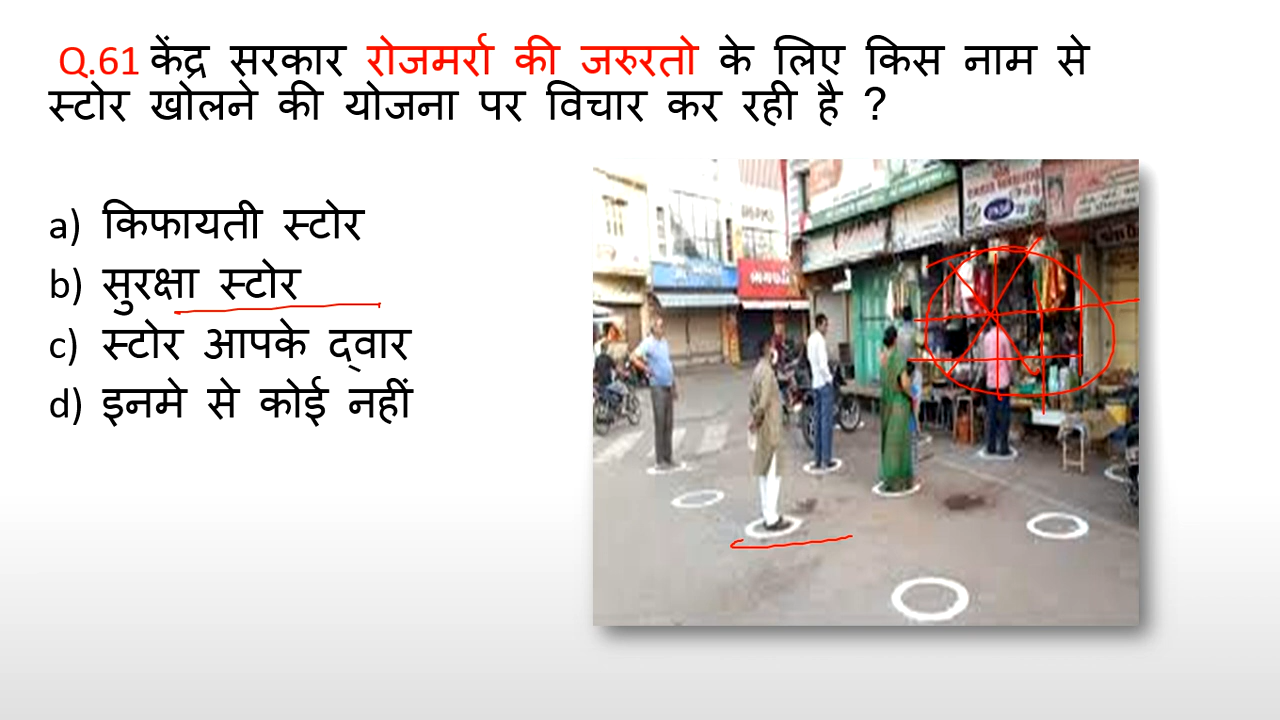 Q.61 केंद्र सरकार रोजमर्रा की जरुरतो के लिए किस नाम से
स्टोर खोलने की योजना पर विचार कर रही है ?
a) किफायती स्टोर
b) सुरक्षा स्टोर
c) स्टोर आपके द्वार
d) इनमे से कोई नहीं